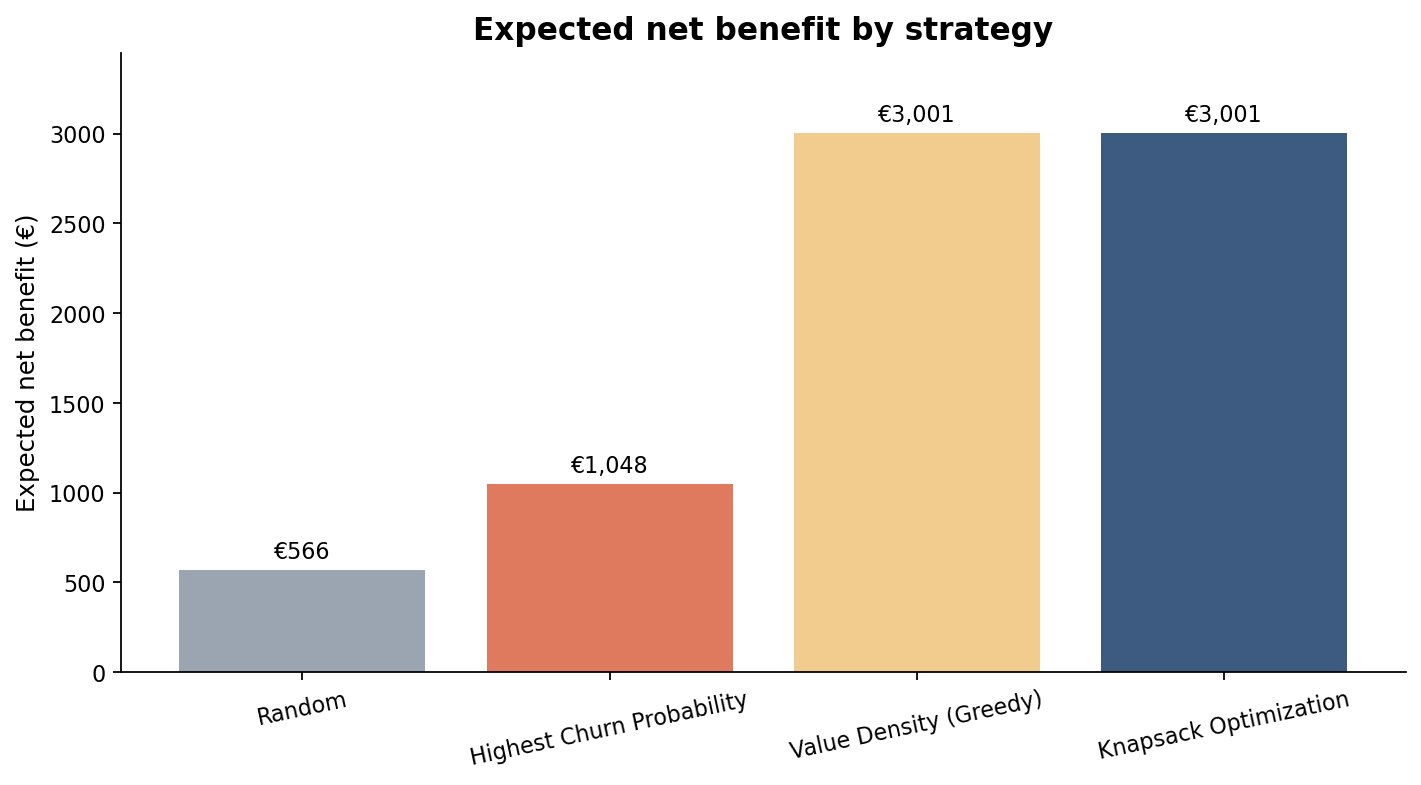 Expected net benefit by strategy
Expected net benefit (€)
3000
2500
2000
1500
1000
500
0
€566
€1,048
€3,001
€3,001
Random
Highest Churn Probability
Value Density (Greedy)
Knapsack Optimization